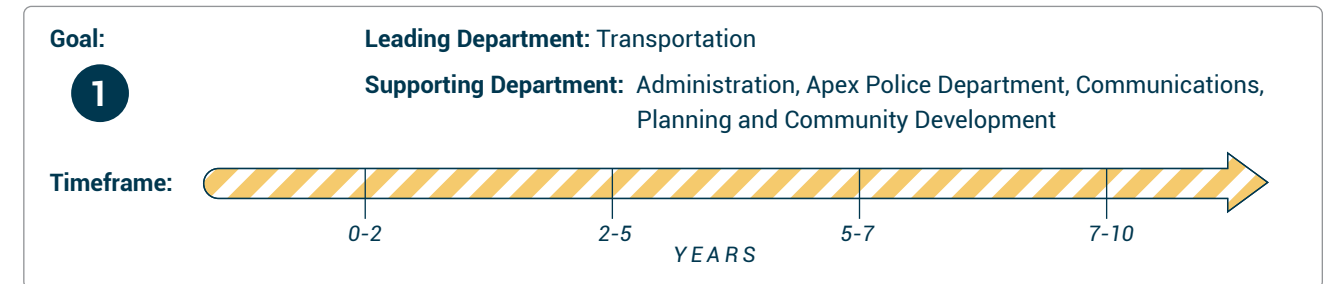 Goal:
Leading Department: Transportation
1
Supporting Department: Administration, Apex Police Department, Communications,
Planning and Community Development
Timeframe:
0-2
2-5
5-7
7-10
YEARS